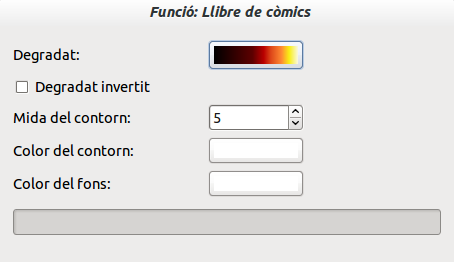 Funció: Llibre de còmics
Degradat:
Degradat invertit
Mida del contorn: 5
Color del contorn:
Color del fons: